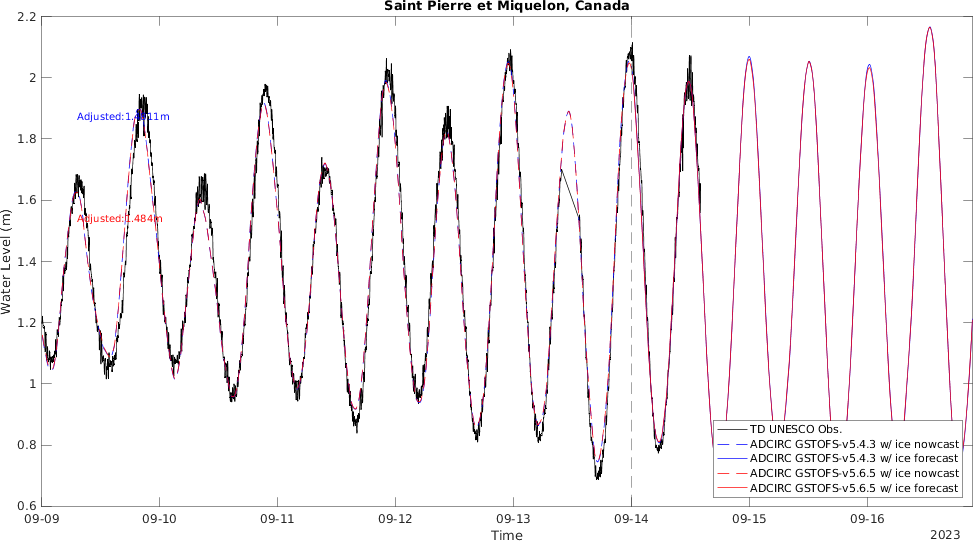 Saint Pierre et Miquelon, Canada
2.2
2
1.8
1.6
1.4
1.2
1
0.8
0.6
Water Level (m)
Adjusted:1.4911m
Adjusted:1.484m
TD UNESCO Obs.
ADCIRC GSTOFS-v5.4.3 w/ ice nowcast
ADCIRC GSTOFS-v5.4.3 w/ ice forecast
ADCIRC GSTOFS-v5.6.5 w/ ice nowcast
ADCIRC GSTOFS-v5.6.5 w/ ice forecast
09-09 09-10 09-11 09-12 09-13 09-14 09-15 09-16
Time
2023